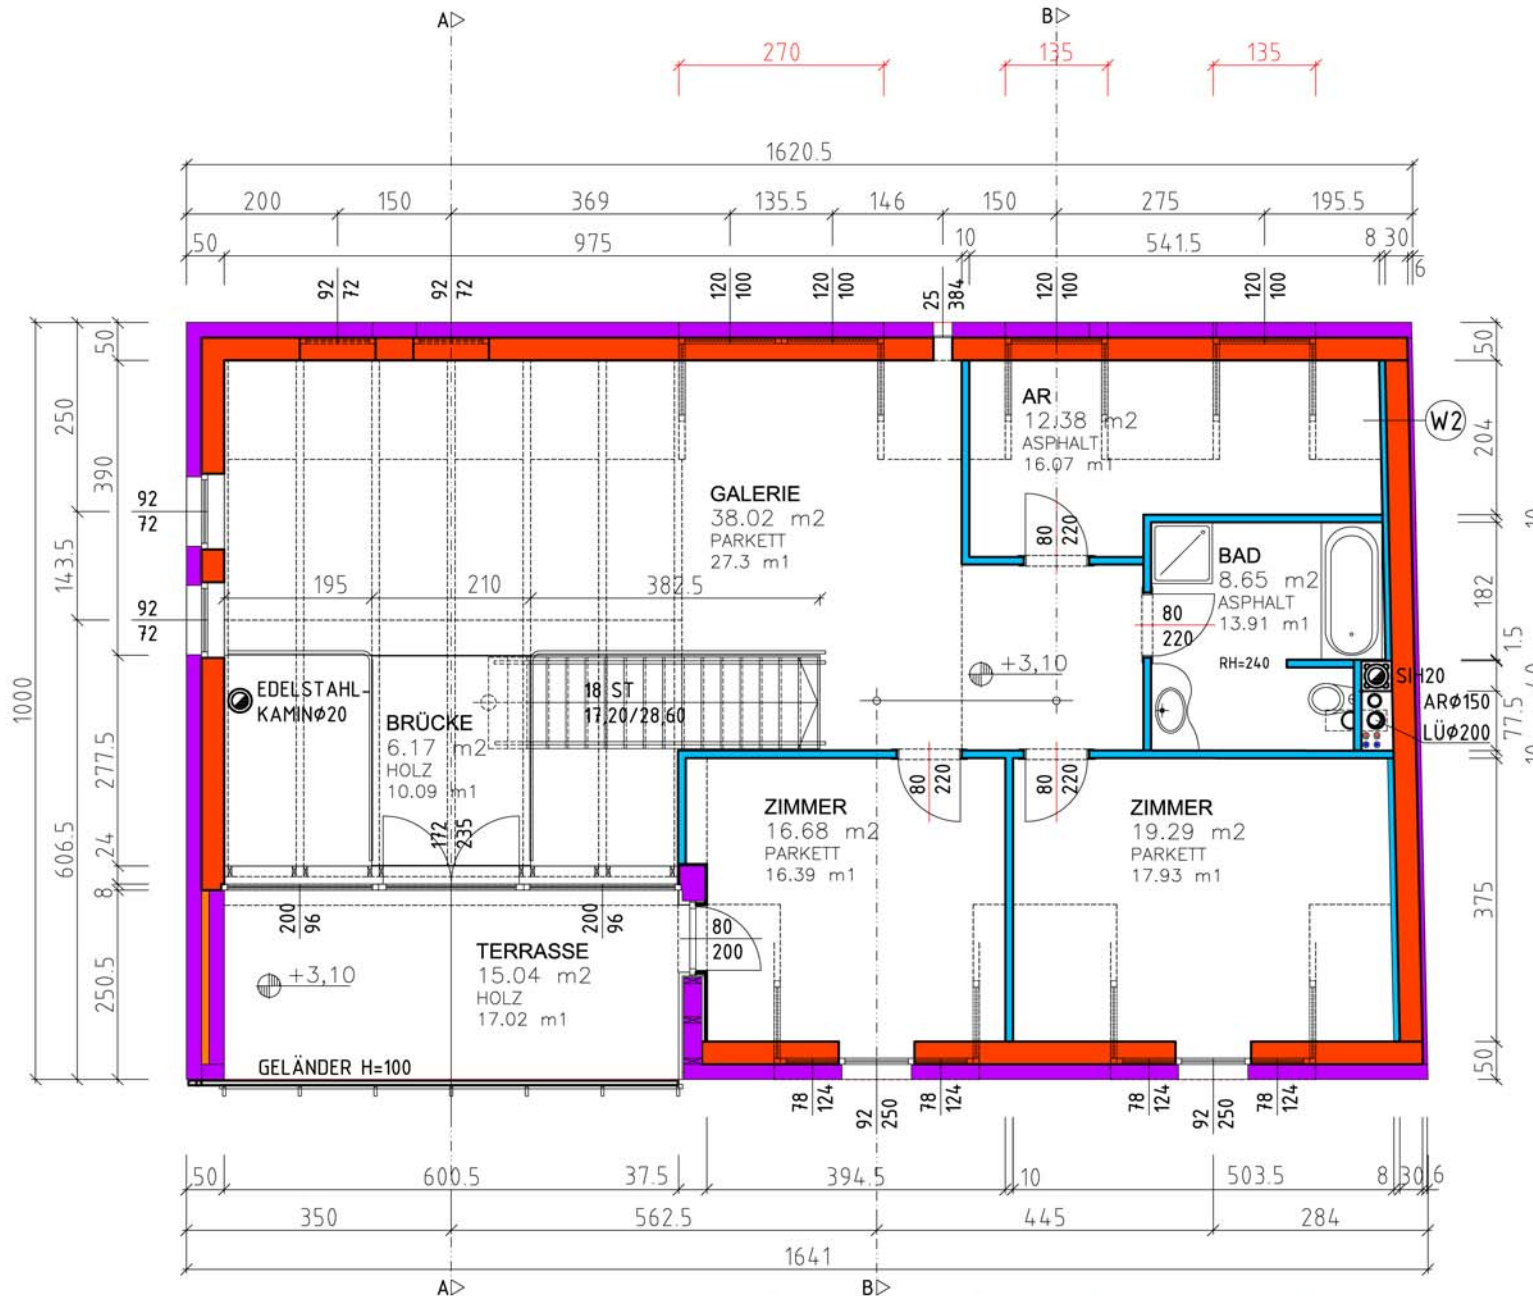 A
B
270
135
135
1620.5
200
150
369
135.5
146
150
275
195.5
50
975
10
541.5
8
30
6
92
72
92
72
120
100
120
100
25
384
120
100
120
100
1000
250
143.5
606.5
50
390
277.5
24
8
250.5
92
72
92
72
AR
12.38 m2
ASPHALT
16.07 m1
W2
GALERIE
38.02 m2
PARKETT
27.3 m1
80
220
BAD
8.65 m2
ASPHALT
13.91 m1
RH=240
80
220
195
210
382.5
+3,10
EDELSTAHL-
KAMINØ20
BRÜCKE
6.17 m2
HOLZ
10.09 m1
18 ST
17,20/28,60
SIH20
ARØ150
LÜØ200
172
235
80
220
80
220
ZIMMER
16.68 m2
PARKETT
16.39 m1
ZIMMER
19.29 m2
PARKETT
17.93 m1
200
96
200
96
80
200
TERRASSE
15.04 m2
HOLZ
17.02 m1
+3,10
GELÄNDER H=100
50
204
10
182
1.5
40
77.5
10
375
50
78
124
92
250
78
124
78
124
92
250
78
124
50
600.5
37.5
394.5
10
503.5
8
30
6
350
562.5
445
284
1641
A
B